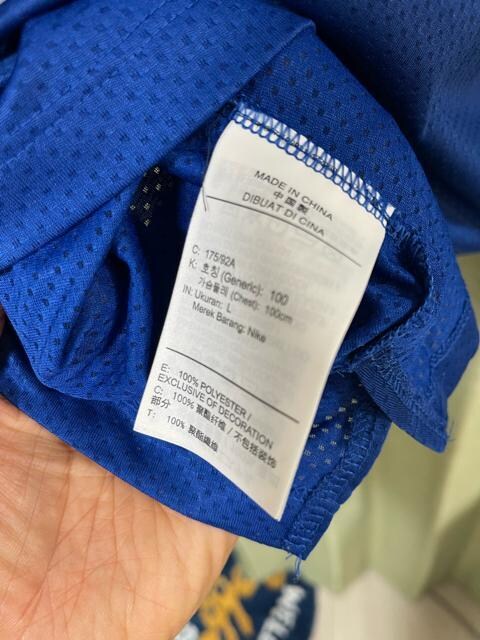 MADE IN CHINA
中国製
DIBUAT DI CINA
C: 175/92A
K: 호칭 (Generic): 100
가슴둘레 (Chest): 100cm
IN: Ukuran: L
Merek Barang: Nike
E: 100% POLYESTER /
EXCLUSIVE OF DECORATION
C: 100% 聚酯纤维 / 不包括装饰
部分
T: 100% 聚酯纖維